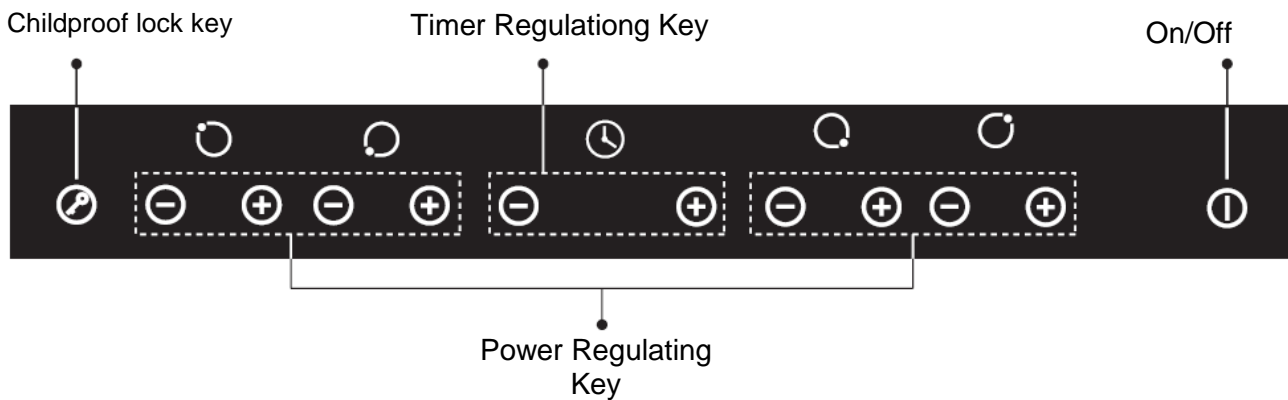 Childproof lock key
Timer Regulationg Key
On/Off
Power Regulating
Key